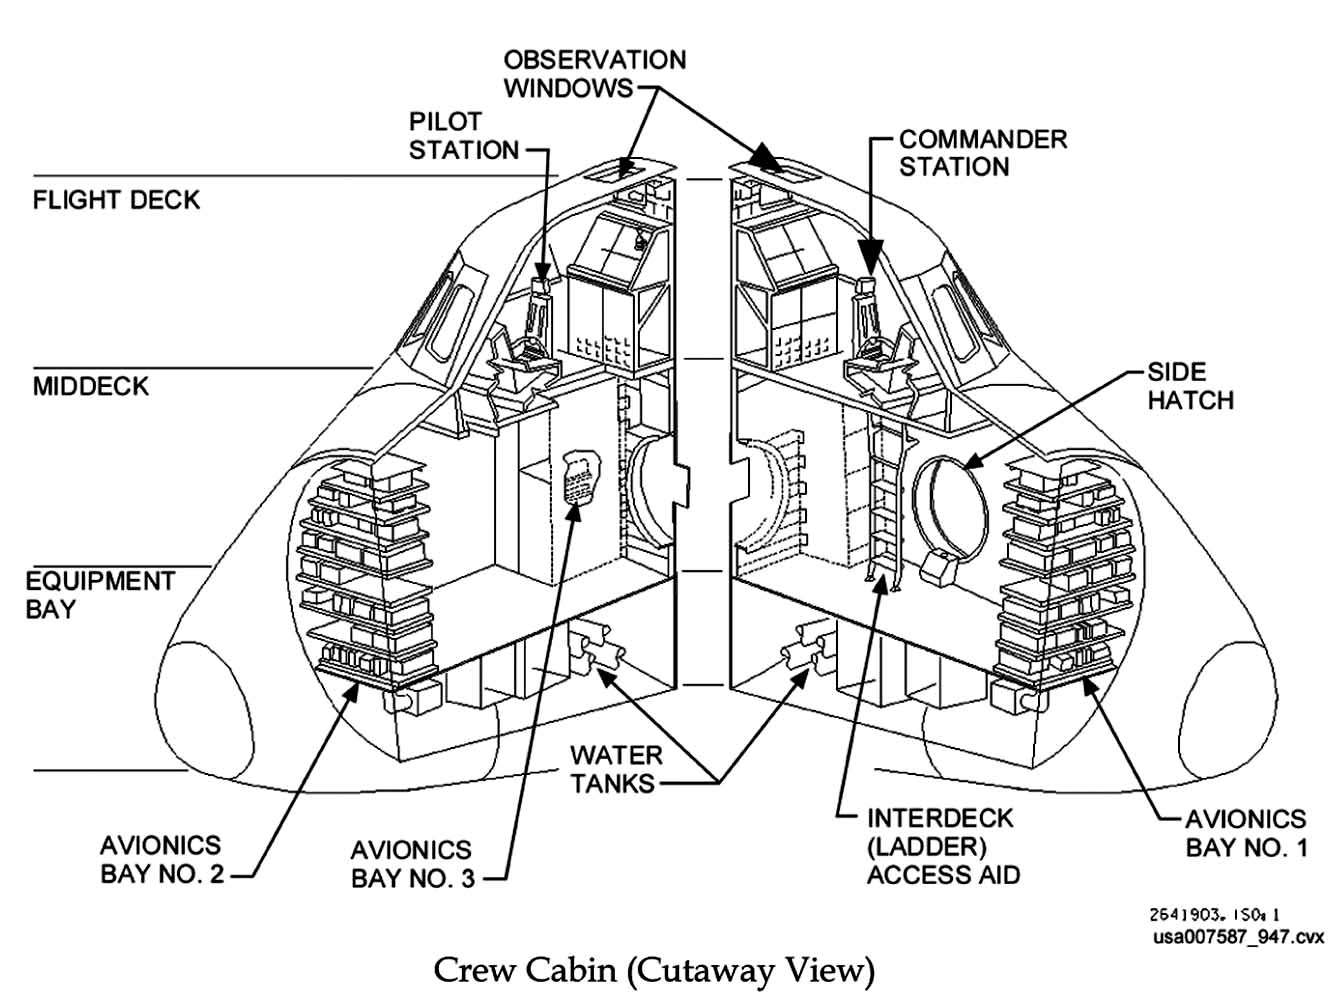 OBSERVATION
WINDOWS
PILOT
STATION
COMMANDER
STATION
FLIGHT DECK
MIDDECK
SIDE
HATCH
EQUIPMENT
BAY
WATER
TANKS
AVIONICS
BAY NO. 2
AVIONICS
BAY NO. 3
INTERDECK
(LADDER)
ACCESS AID
AVIONICS
BAY NO. 1
2641903. ISO; 1
usa007587_947.cvx
Crew Cabin (Cutaway View)